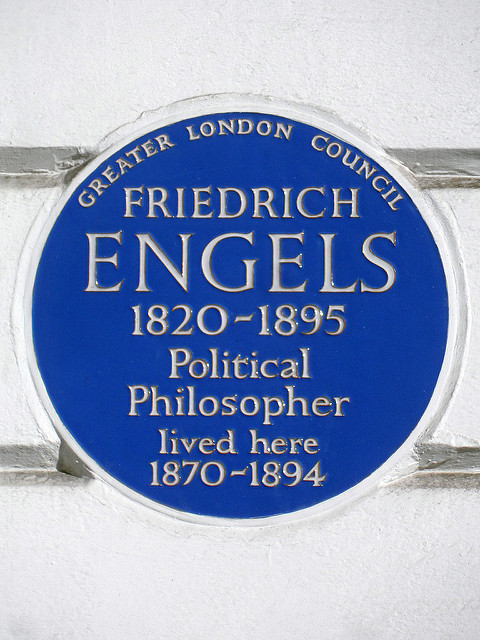 GREATER LONDON COUNCIL
FRIEDRICH
ENGELS
1820~1895
Political
Philosopher
lived here
1870~1894